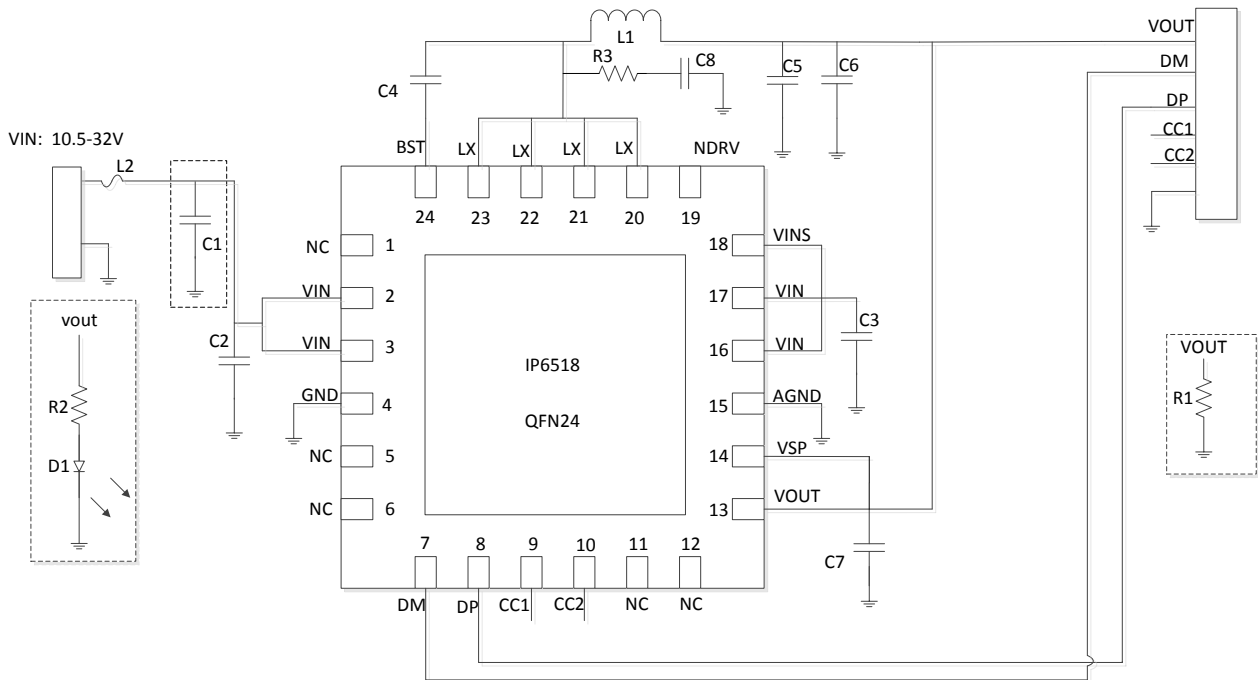 L1
VOUT
R3
C8
DM
C4
C5
C6
DP
VIN: 10.5-32V
CC1
L2
BST
LX
LX
LX
LX
NDRV
CC2
24
23
22
21
20
19
C1
NC
1
18
VINS
VIN
2
17
VIN
vout
C2
C3
VIN
3
16
VIN
VOUT
IP6518
GND
4
15
AGND
R2
R1
QFN24
D1
NC
5
14
VSP
NC
6
13
VOUT
7
8
9
10
11
12
C7
DM
DP
CC1
CC2
NC
NC